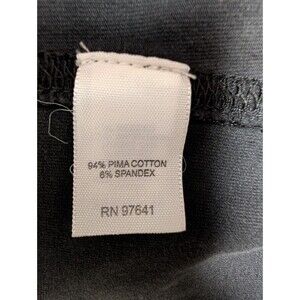 94% PIMA COTTON
6% SPANDEX
RN 97641